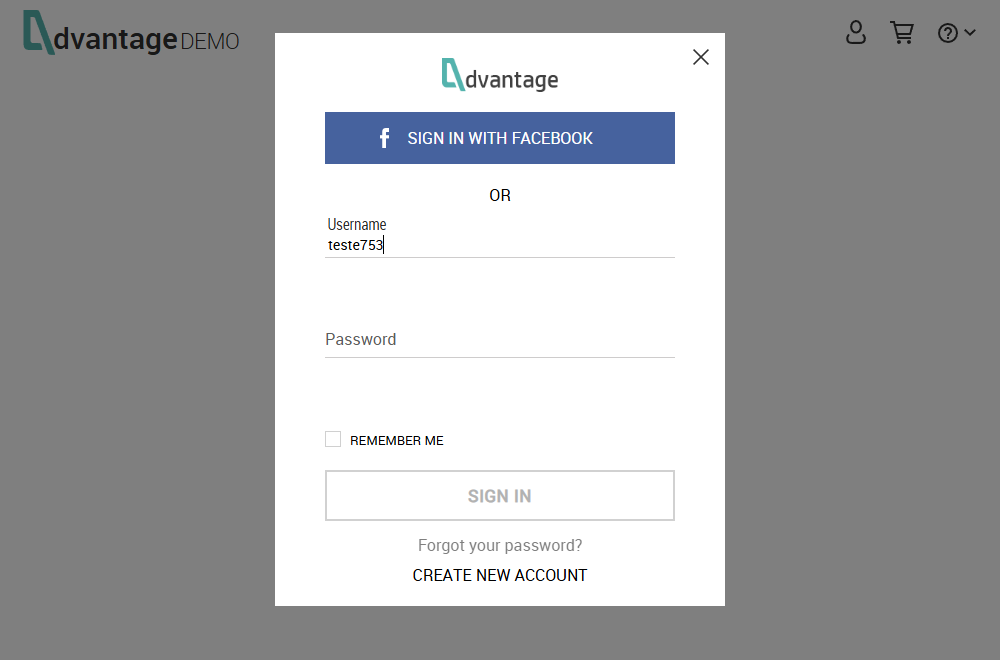 dvantage DEMO
dvantage
SIGN IN WITH FACEBOOK
OR
Username
teste753
Password
REMEMBER ME
SIGN IN
Forgot your password?
CREATE NEW ACCOUNT